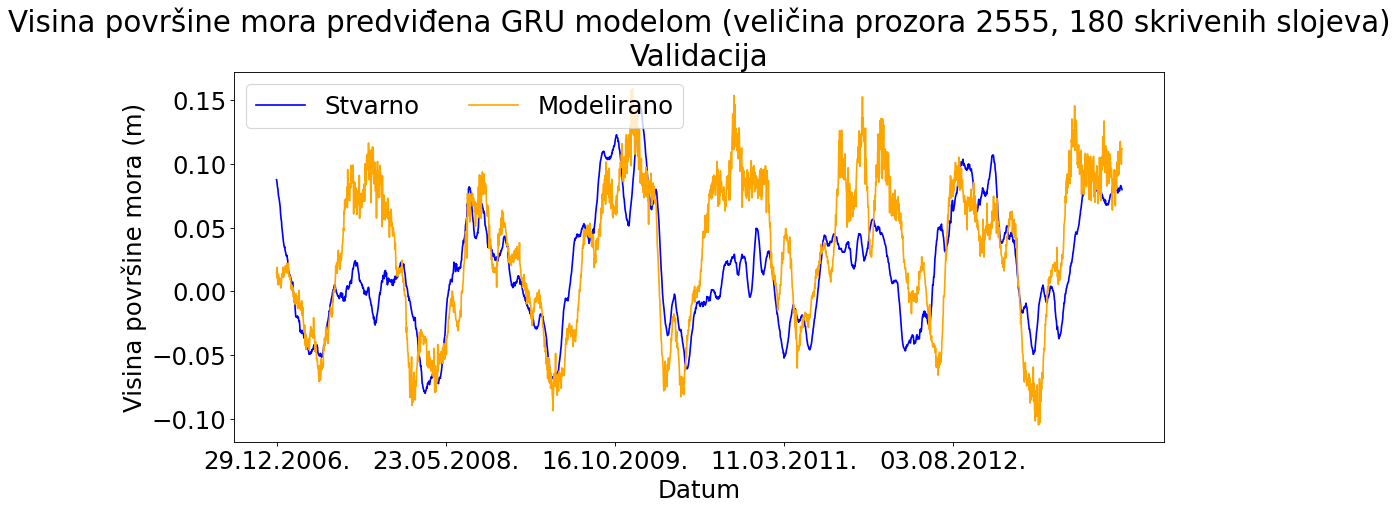 Visina površine mora predviđena GRU modelom (veličina prozora 2555, 180 skrivenih slojeva)
Validacija
Stvarno
Modelirano
Visina površine mora (m)
0.15
0.10
0.05
0.00
−0.05
−0.10
29.12.2006.
23.05.2008.
16.10.2009.
11.03.2011.
03.08.2012.
Datum